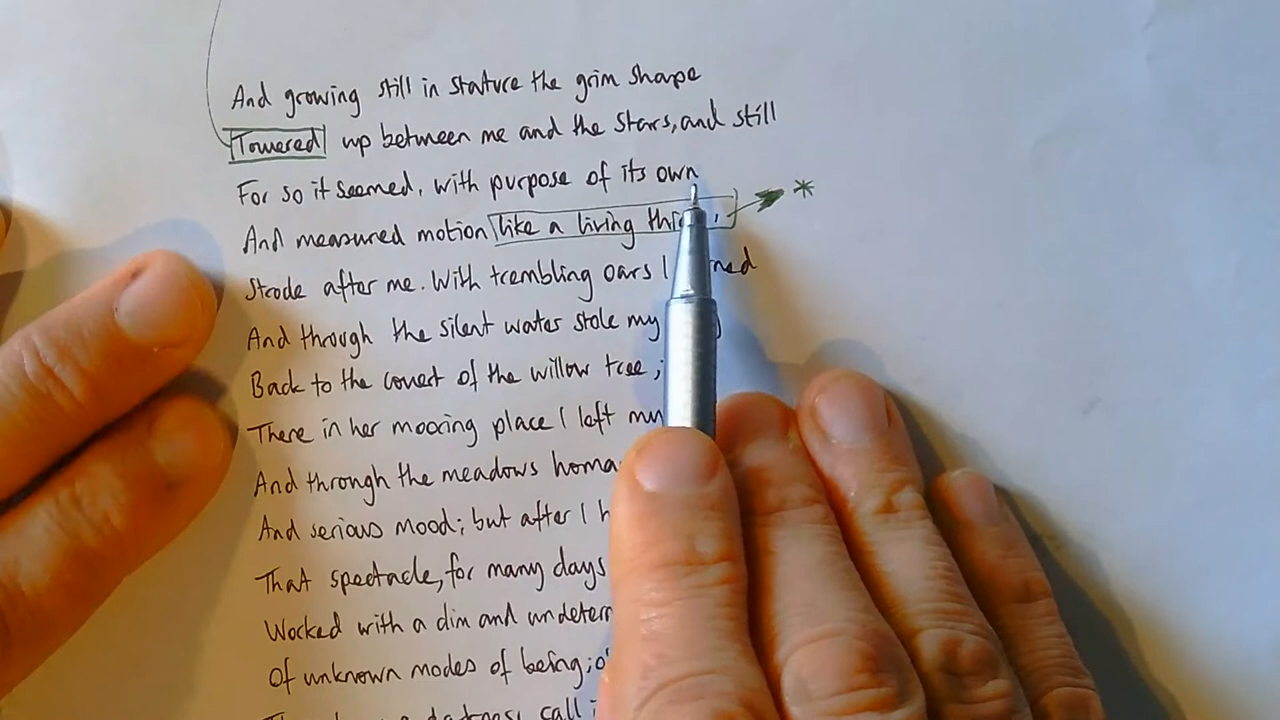 And growing still in stature the grim shape
Towered up between me and the stars, and still
For so it seemed, with purpose of its own
And measured motion like a living *
Strode after me. With trembling oars I
And through the silent water stole my
Back to the covert of the willow tree;
There in her mooring place I left my
And through the meadows
And serious mood; but after I
That spectacle, for many days
Worked with a dim and
Of unknown modes of being;
call